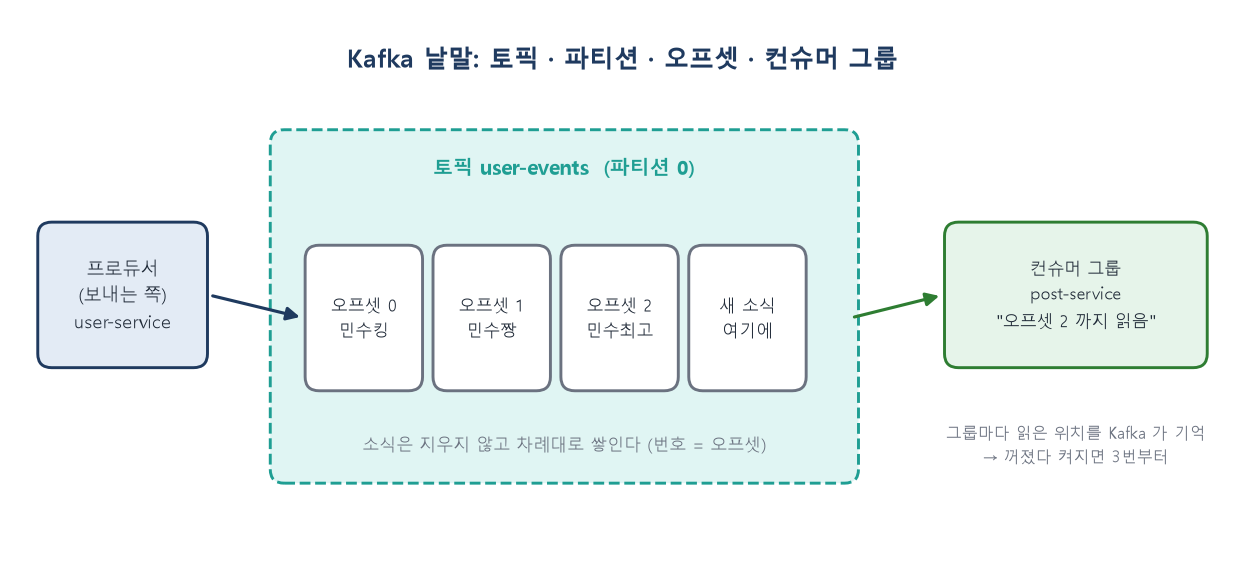 Kafka 낱말: 토픽 · 파티션 · 오프셋 · 컨슈머 그룹
토픽 user-events (파티션 0)
프로듀서
(보내는 쪽)
user-service
오프셋 0
민수킹
오프셋 1
민수짱
오프셋 2
민수최고
새 소식
여기에
컨슈머 그룹
post-service
"오프셋 2 까지 읽음"
소식은 지우지 않고 차례대로 쌓인다 (번호 = 오프셋)
그룹마다 읽은 위치를 Kafka 가 기억
→ 꺼졌다 켜지면 3번부터